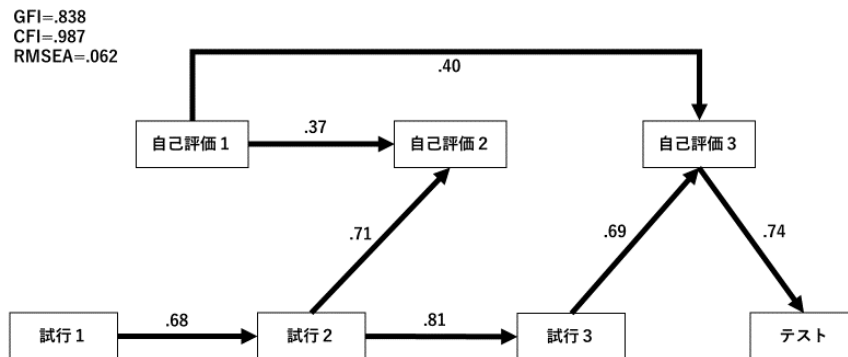 GFI=.838
CFI=.987
RMSEA=.062
.40
自己評価1
.37
自己評価2
自己評価3
.71
.69
.74
試行1
.68
試行2
.81
試行3
テスト